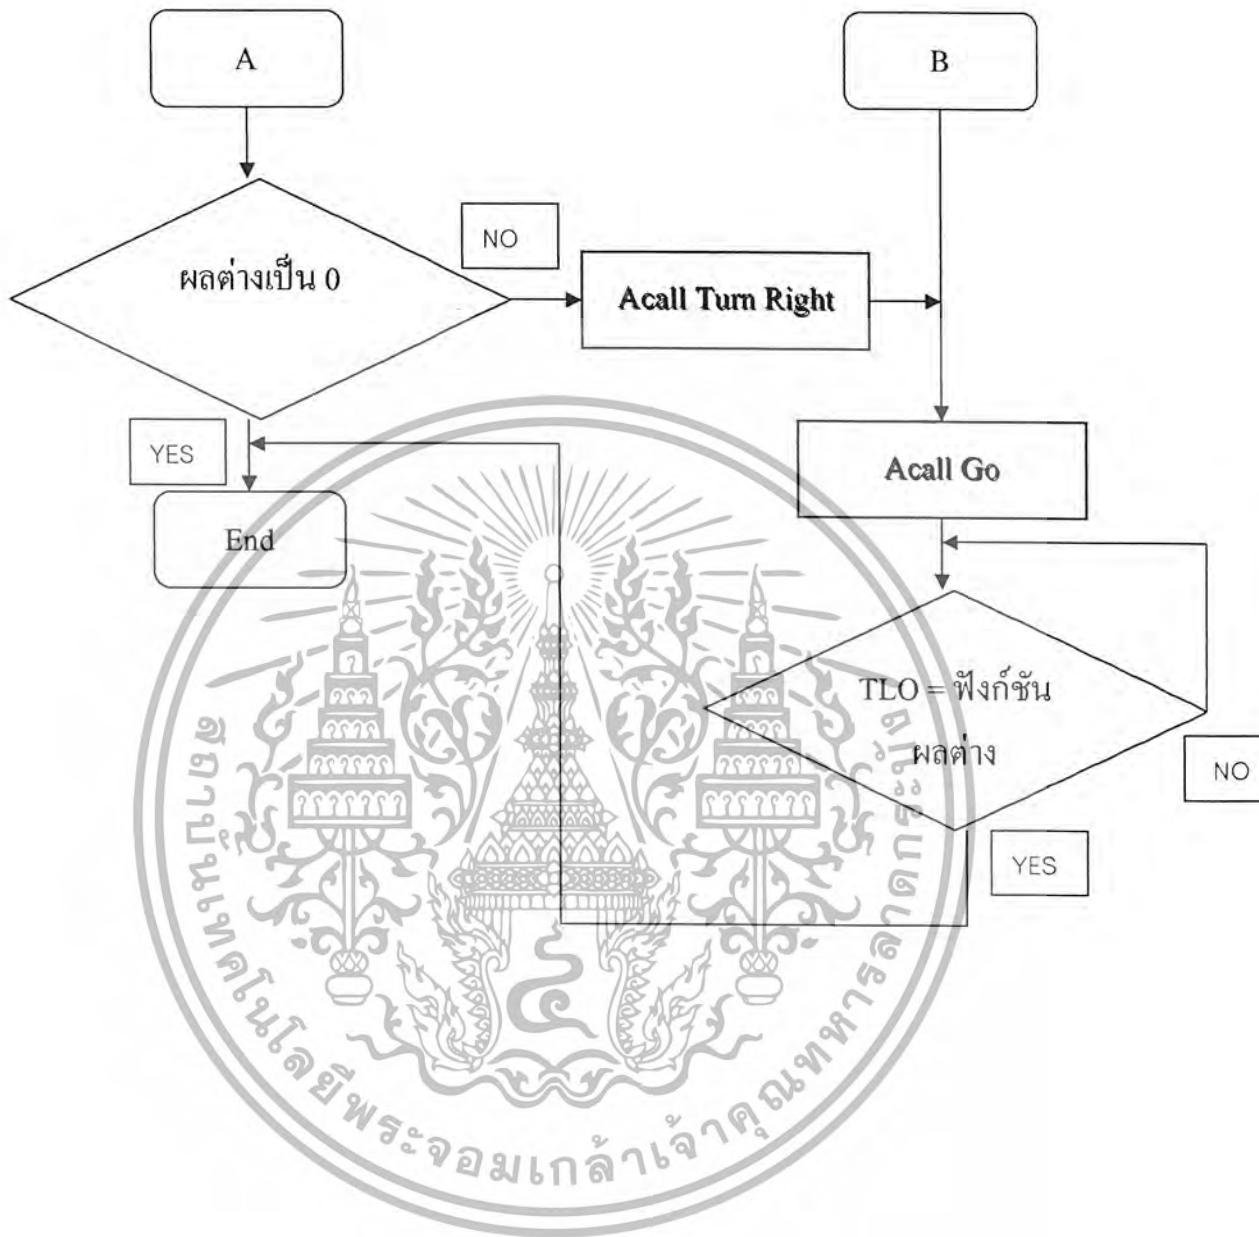 A
B
ผลต่างเป็น 0
NO
Acall Turn Right
YES
Acall Go
End
TLO = ฟังก์ชัน
ผลต่าง
NO
YES
สถาบันเทคโนโลยีพระจอมเกล้าเจ้าคุณทหารลาดกระบัง